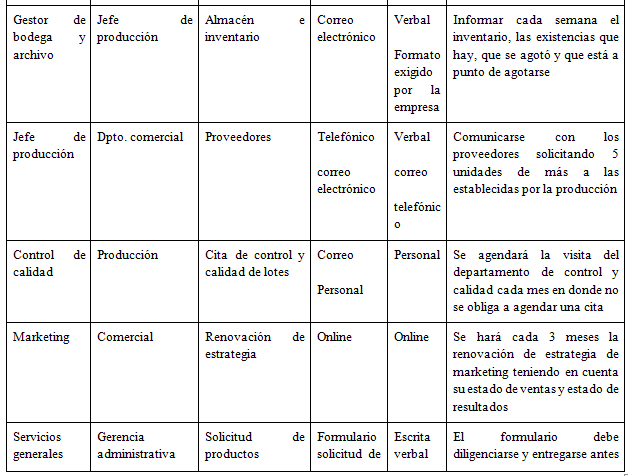 Gestor de
bodega y
archivo
Jefe de
producción
Almacén e
inventario
Correo
electrónico
Verbal
Formato
exigido
por la
empresa
Informar cada semana el
inventario, las existencias que
hay, que se agotó y que está a
punto de agotarse
Jefe de
producción
Dpto. comercial
Proveedores
Telefónico
correo
electrónico
Verbal
correo
telefónic
o
Comunicarse con los
proveedores solicitando 5
unidades de más a las
establecidas por la producción
Control de
calidad
Producción
Cita de control y
calidad de lotes
Correo
Personal
Personal
Se agendará la visita del
departamento de control y
calidad cada mes en donde no
se obliga a agendar una cita
Marketing
Comercial
Renovación de
estrategia
Online
Online
Se hará cada 3 meses la
renovación de estrategia de
marketing teniendo en cuenta
su estado de ventas y estado de
resultados
Servicios
generales
Gerencia
administrativa
Solicitud de
productos
Formulario
solicitud de
Escrita
verbal
El formulario debe
diligenciarse y entregarse antes